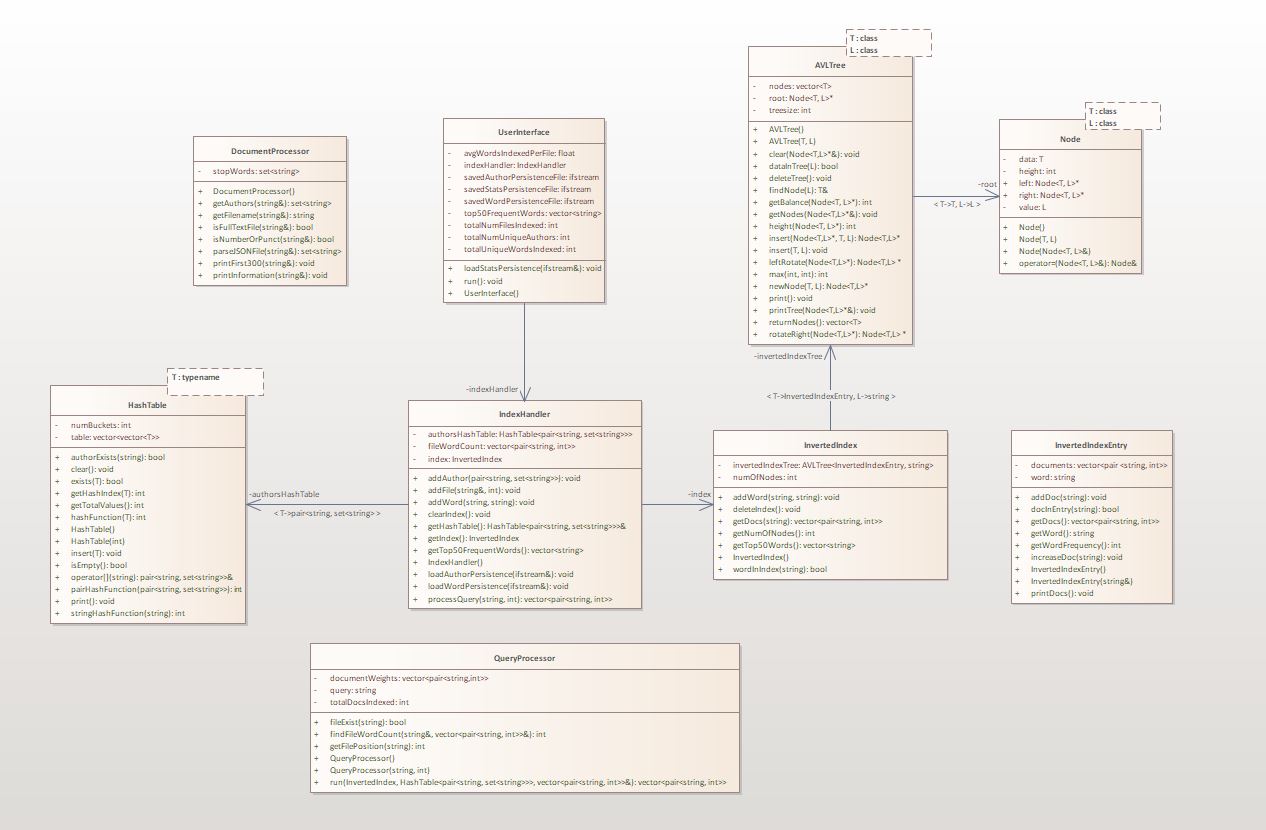 T : class
L : class
AVLTree
- nodes: vector<T>
- root: Node<T, L>*
- treesize: int
+ AVLTree()
+ AVLTree(T, L)
+ clear(Node<T,L>*&): void
+ dataInTree(L): bool
+ deleteTree(): void
+ findNode(L): T&
+ getBalance(Node<T,L>*): int
+ getNodes(Node<T,L>*&): void
+ height(Node<T,L>*): int
+ insert(Node<T,L>*, T, L): Node<T,L>*
+ insert(T, L): void
+ leftRotate(Node<T,L>*): Node<T,L> *
+ max(int, int): int
+ newNode(T, L): Node<T,L>*
+ print(): void
+ printTree(Node<T,L>*&): void
+ returnNodes(): vector<T>
+ rotateRight(Node<T,L>*): Node<T,L> *
T : class
L : class
Node
- data: T
- height: int
- left: Node<T, L>*
- right: Node<T, L>*
- value: L
+ Node()
+ Node(T, L)
+ Node(Node<T, L>&)
+ operator=(Node<T, L>&): Node&
-root
< T->T, L->L >
UserInterface
- avgWordsIndexedPerFile: float
- indexHandler: IndexHandler
- savedAuthorPersistenceFile: ifstream
- savedStatsPersistenceFile: ifstream
- savedWordPersistenceFile: ifstream
- top50FrequentWords: vector<string>
- totalNumFilesIndexed: int
- totalNumUniqueAuthors: int
- totalUniqueWordsIndexed: int
+ loadStatsPersistence(ifstream&): void
+ run(): void
+ UserInterface()
DocumentProcessor
- stopWords: set<string>
+ DocumentProcessor()
+ getAuthors(string&): set<string>
+ getFilename(string&): string
+ isFullTextFile(string&): bool
+ isNumberOrPunct(string&): bool
+ parseJSONFile(string&): set<string>
+ printFirst300(string&): void
+ printInformation(string&): void
-invertedIndexTree
< T->InvertedIndexEntry, L->string >
-indexHandler
T : typename
HashTable
- numBuckets: int
- table: vector<vector<T>>
+ authorExists(string): bool
+ clear(): void
+ exists(T): bool
+ getHashIndex(T): int
+ getTotalValues(): int
+ hashFunction(T): int
+ HashTable()
+ HashTable(int)
+ insert(T): void
+ isEmpty(): bool
+ operator[](string): pair<string, set<string>>&
+ pairHashFunction(pair<string, set<string>>): int
+ print(): void
+ stringHashFunction(string): int
-authorsHashTable
< T->pair<string, set<string> >
IndexHandler
- authorsHashTable: HashTable<pair<string, set<string>>>
- fileWordCount: vector<pair<string, int>>
- index: InvertedIndex
+ addAuthor(pair<string, set<string>>): void
+ addFile(string&, int): void
+ addWord(string, string): void
+ clearIndex(): void
+ getHashTable(): HashTable<pair<string, set<string>>>&
+ getIndex(): InvertedIndex
+ getTop50FrequentWords(): vector<string>
+ IndexHandler()
+ loadAuthorPersistence(ifstream&): void
+ loadWordPersistence(ifstream&): void
+ processQuery(string, int): vector<pair<string, int>>
-index
InvertedIndex
- invertedIndexTree: AVLTree<InvertedIndexEntry, string>
- numOfNodes: int
+ addWord(string, string): void
+ deleteIndex(): void
+ getDocs(string): vector<pair<string, int>>
+ getNumOfNodes(): int
+ getTop50Words(): vector<string>
+ InvertedIndex()
+ wordInIndex(string): bool
InvertedIndexEntry
- documents: vector<pair <string, int>>
- word: string
+ addDoc(string): void
+ docInEntry(string): bool
+ getDocs(): vector<pair<string, int>>
+ getWord(): string
+ getWordFrequency(): int
+ increaseDoc(string): void
+ InvertedIndexEntry()
+ InvertedIndexEntry(string&)
+ printDocs(): void
QueryProcessor
- documentWeights: vector<pair<string,int>>
- query: string
- totalDocsIndexed: int
+ fileExist(string): bool
+ findFileWordCount(string&, vector<pair<string, int>>&): int
+ getFilePosition(string): int
+ QueryProcessor()
+ QueryProcessor(string, int)
+ run(InvertedIndex, HashTable<pair<string, set<string>>>, vector<pair<string, int>>&): vector<pair<string, int>>